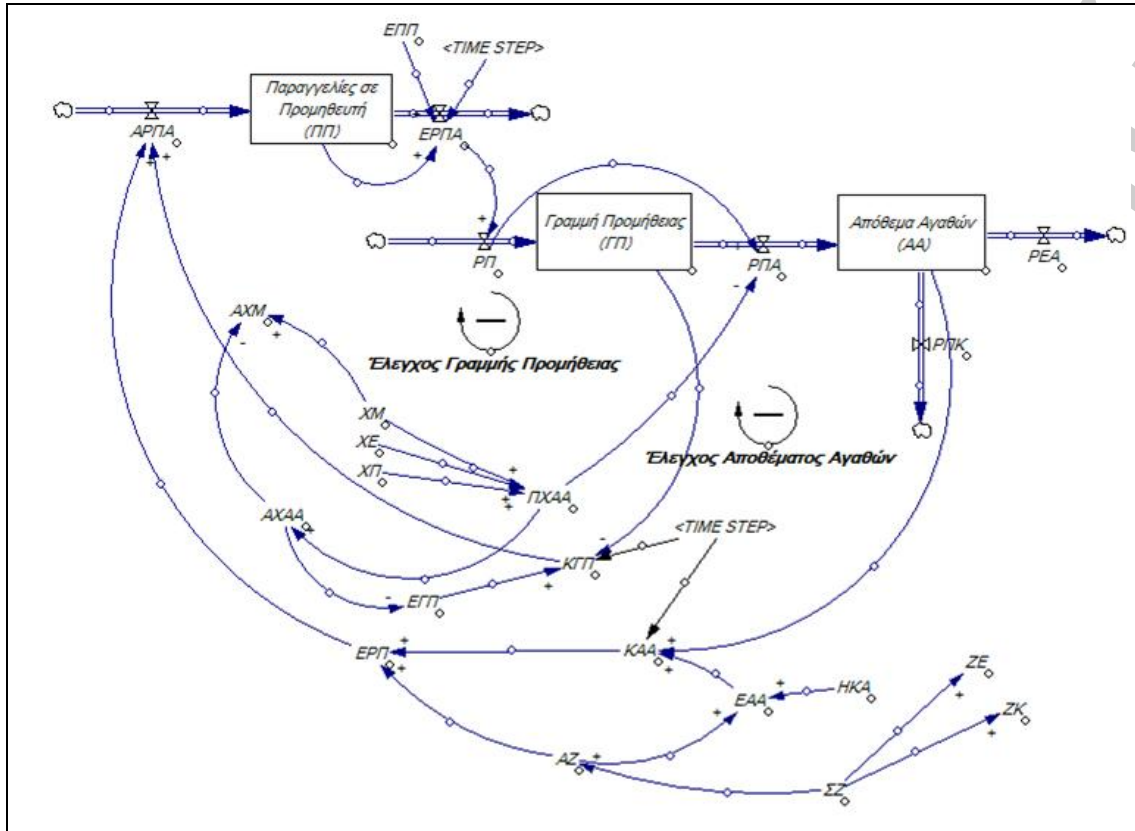 ΕΠΠ
<TIME STEP>
Παραγγελίες σε
Προμηθευτή
(ΠΠ)
ΑΡΠΑ
ΕΡΠΑ
Γραμμή Προμήθειας
(ΓΠ)
Απόθεμα Αγαθών
(ΑΑ)
ΡΠ
ΡΠΑ
ΡΕΑ
ΑΧΜ
ΡΠΚ
Έλεγχος Γραμμής Προμήθειας
ΧΜ
ΧΕ
ΧΠ
Έλεγχος Αποθέματος Αγαθών
ΠΧΑΑ
ΑΧΑΑ
<TIME STEP>
ΚΓΠ
ΕΓΠ
ΕΡΠ
ΚΑΑ
ΖΕ
ΕΑΑ
ΗΚΑ
ΖΚ
ΑΖ
ΣΖ